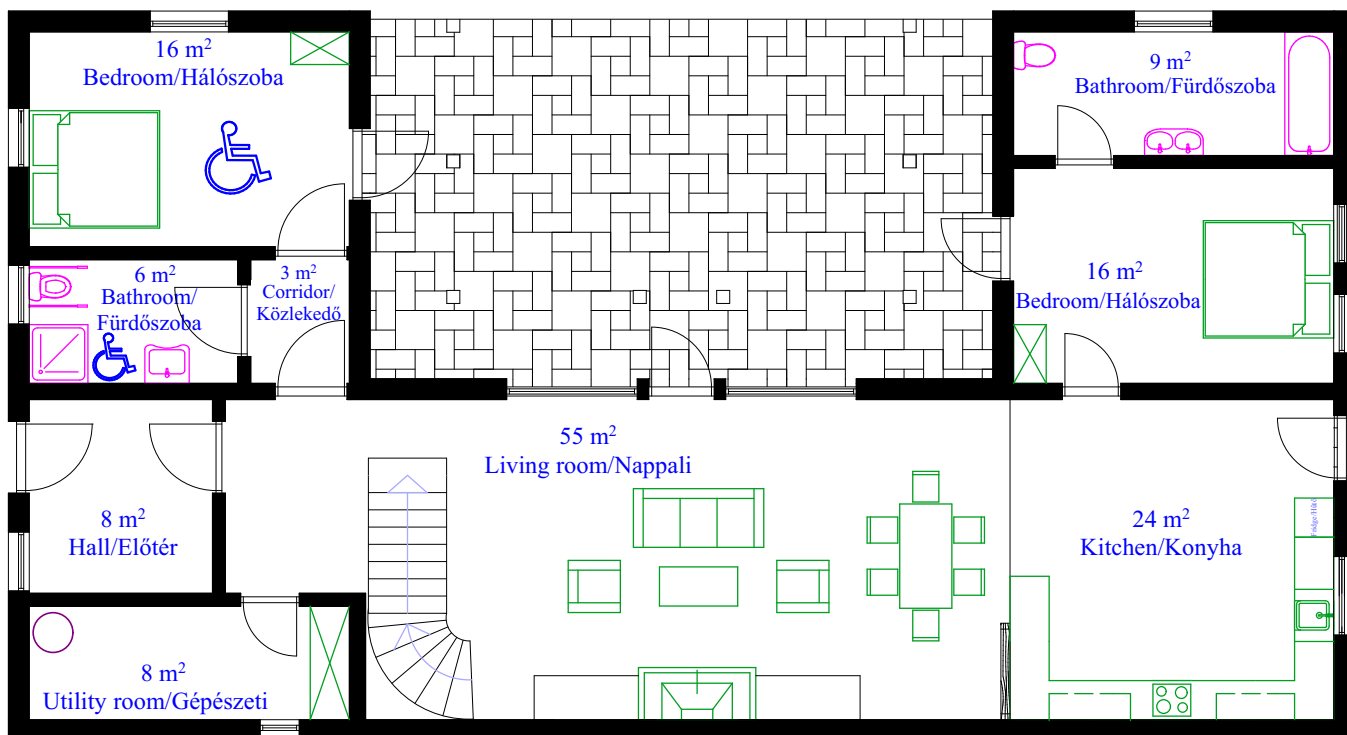 16 m²
Bedroom/Hálószoba
9 m²
Bathroom/Fürdőszoba
6 m²
Bathroom/
Fürdőszoba
3 m²
Corridor/
Közlekedő
16 m²
Bedroom/Hálószoba
55 m²
Living room/Nappali
8 m²
Hall/Előtér
24 m²
Kitchen/Konyha
Fridge/Hűtő
8 m²
Utility room/Gépészeti